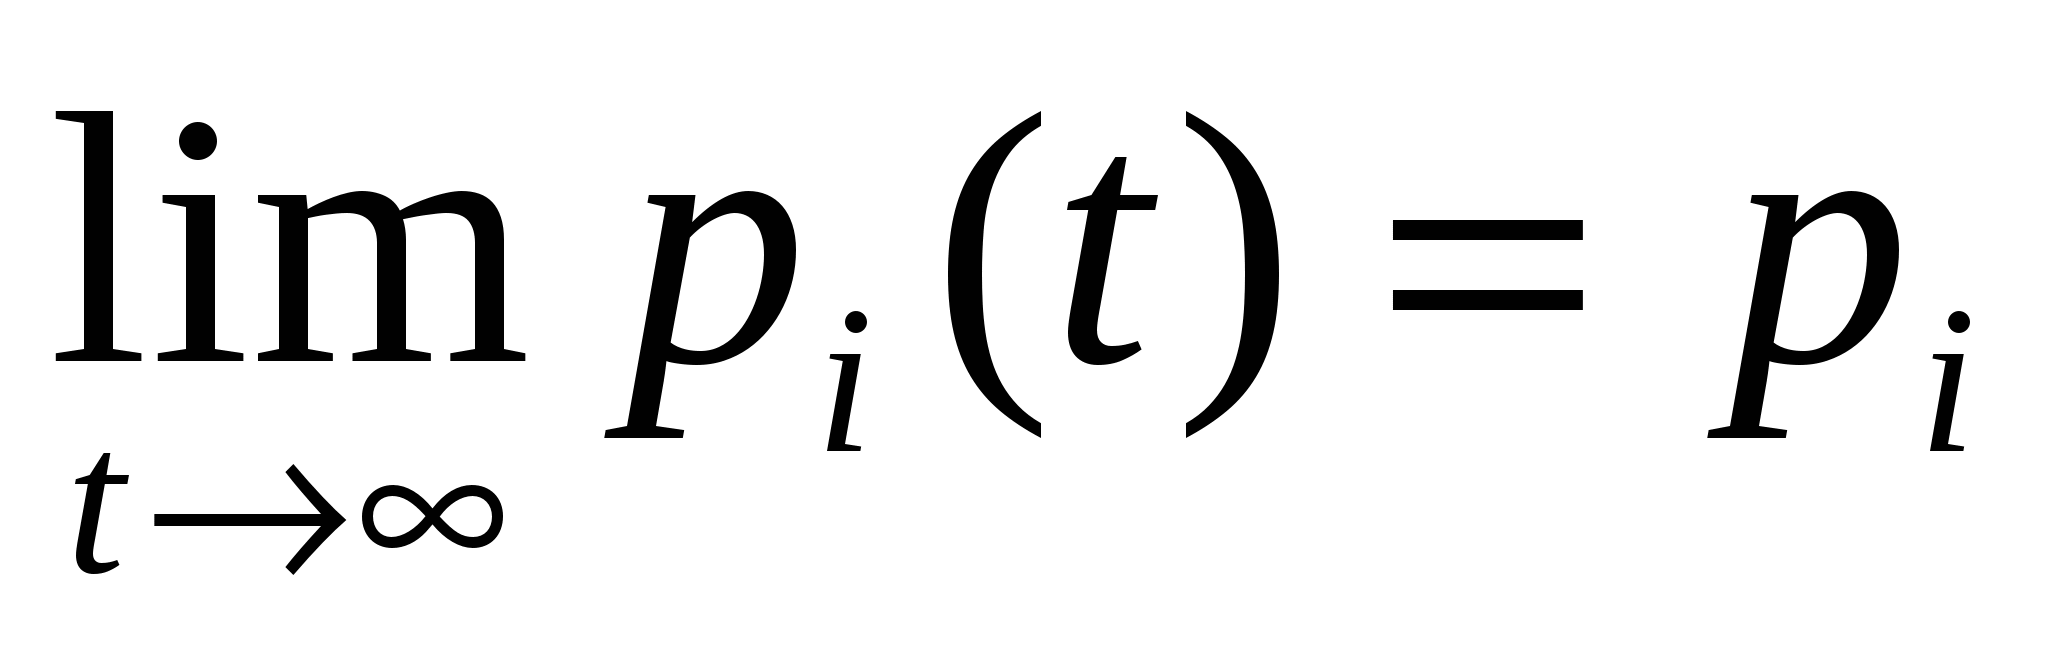 lim p_i (t) = p_i
t→∞